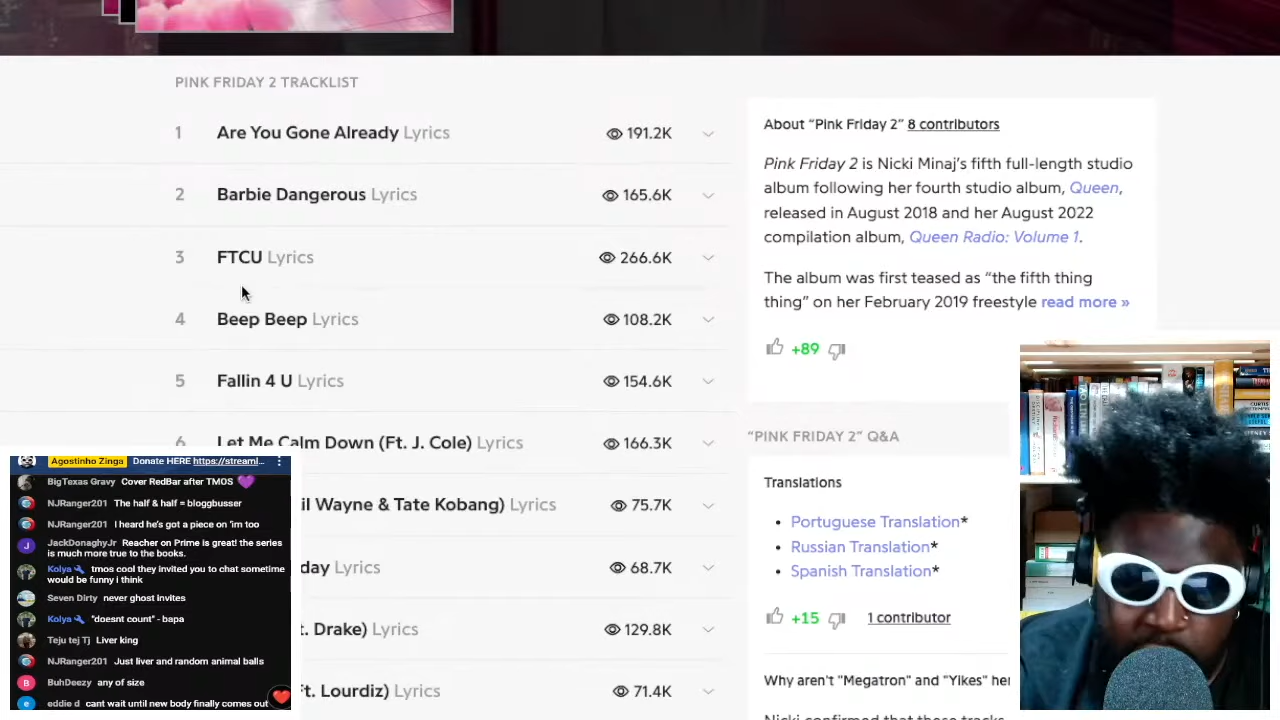 PINK FRIDAY 2 TRACKLIST
1 Are You Gone Already Lyrics 191.2K
2 Barbie Dangerous Lyrics 165.6K
3 FTCU Lyrics 266.6K
4 Beep Beep Lyrics 108.2K
5 Fallin 4 U Lyrics 154.6K
6 Let Me Calm Down (Ft. J. Cole) Lyrics 166.3K
il Wayne & Tate Kobang) Lyrics 75.7K
day Lyrics 68.7K
t. Drake) Lyrics 129.8K
Ft. Lourdiz) Lyrics 71.4K
About “Pink Friday 2” 8 contributors
Pink Friday 2 is Nicki Minaj’s fifth full-length studio
album following her fourth studio album, Queen,
released in August 2018 and her August 2022
compilation album, Queen Radio: Volume 1.
The album was first teased as “the fifth thing
thing” on her February 2019 freestyle read more »
+89
“PINK FRIDAY 2” Q&A
Translations
• Portuguese Translation*
• Russian Translation*
• Spanish Translation*
+15 1 contributor
Why aren't "Megatron" and "Yikes" her
Nicki confirmed that these tracks
Agostinho Zinga Donate HERE https://streaml...
BigTexas Gravy Cover RedBar after TMOS 💜
NJRanger201 The half & half = bloggbusser
NJRanger201 I heard he's got a piece on 'im too
JackDonaghyJr Reacher on Prime is great! the series
is much more true to the books.
Kolya tmos cool they invited you to chat sometime
would be funny i think
Seven Dirty never ghost invites
Kolya "doesnt count" - bapa
Teju tej Tj Liver king
NJRanger201 Just liver and random animal balls
BuhDeezy any of size
eddie d cant wait until new body finally comes out